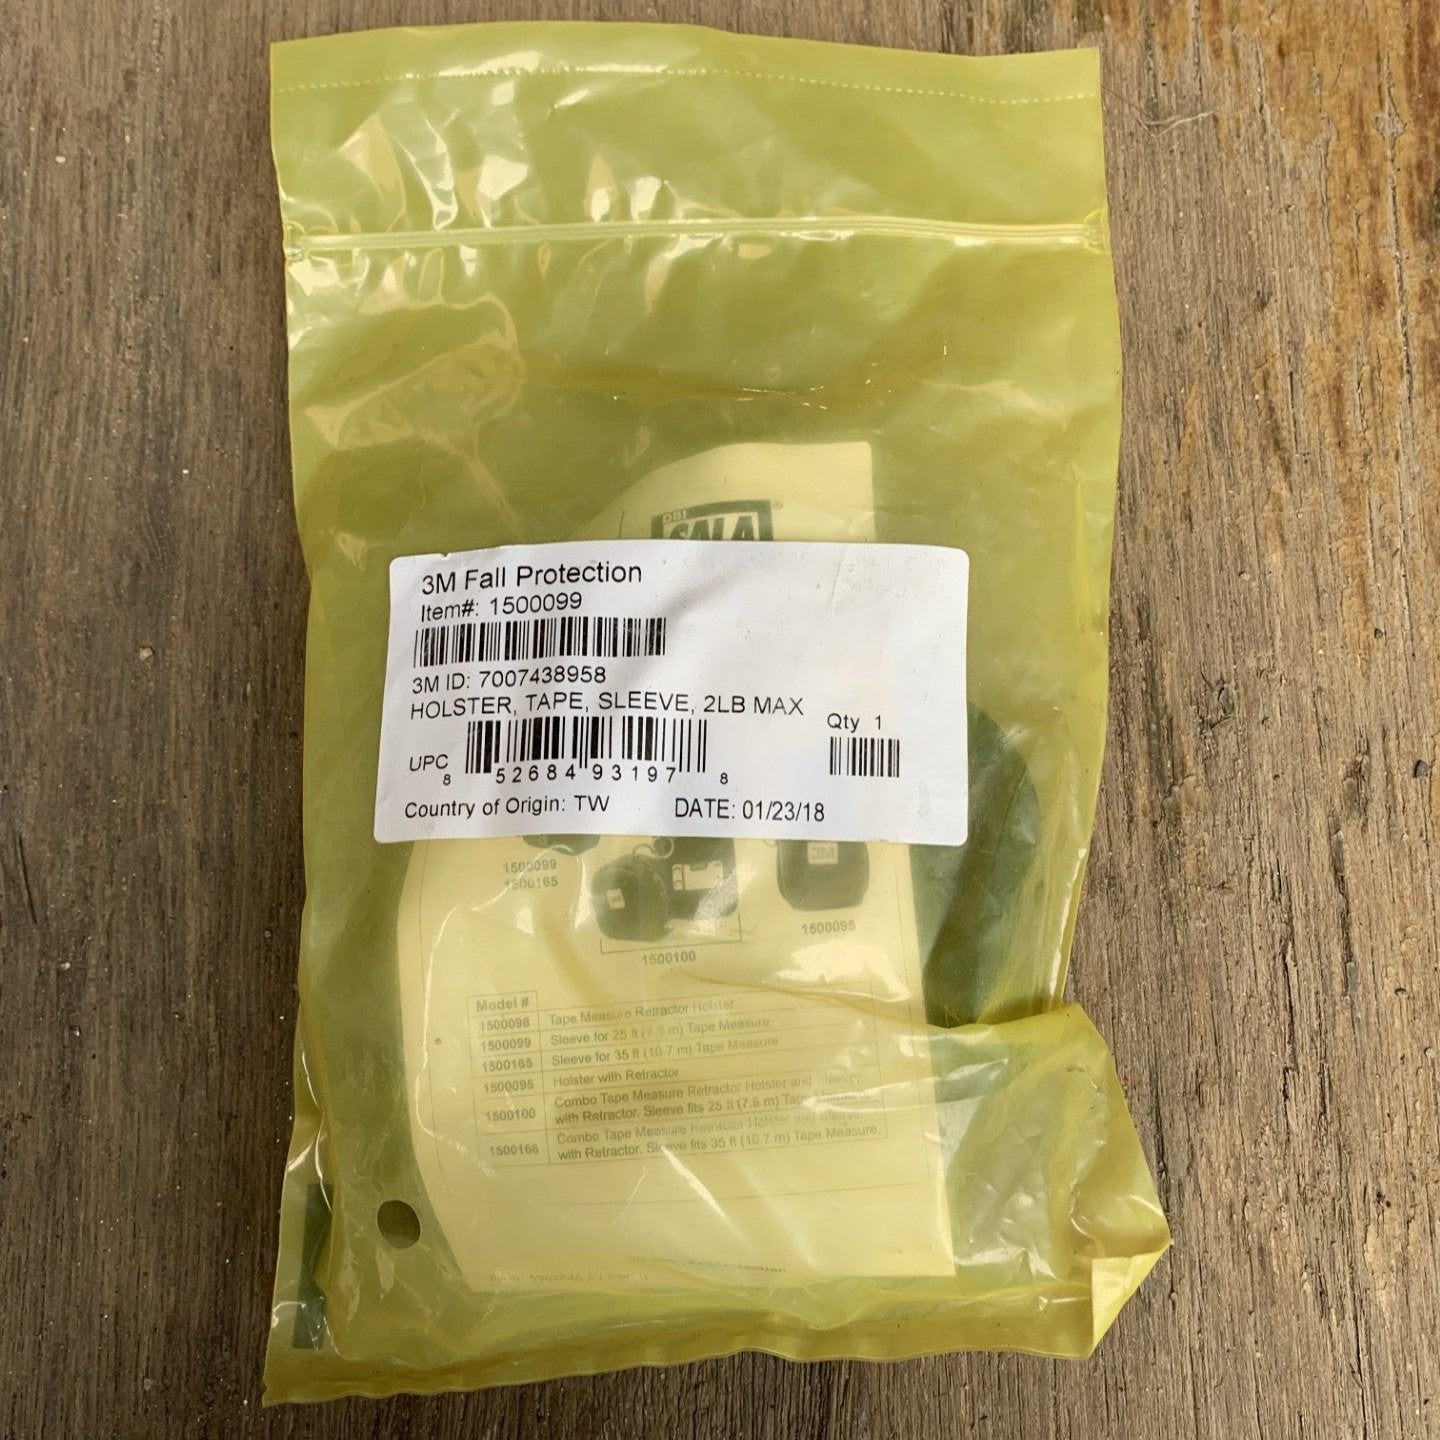 DBI
SALA
®
3M Fall Protection
Item#: 1500099
3M ID: 7007438958
HOLSTER, TAPE, SLEEVE, 2LB MAX
Qty 1
UPC 8 52684 93197 8
Country of Origin: TW DATE: 01/23/18
1500099
1500165
3M
1500095
1500100
Model #
1500098 Tape Measure Retractor Holster
1500099 Sleeve for 25 ft (7.6 m) Tape Measure
1500165 Sleeve for 35 ft (10.7 m) Tape Measure
1500095 Holster with Retractor
1500100 Combo Tape Measure Retractor Holster and Sleeve
with Retractor. Sleeve fits 25 ft (7.6 m) Tape Measure.
1500166 Combo Tape Measure Retractor Holster
with Retractor. Sleeve fits 35 ft (10.7 m) Tape Measure.